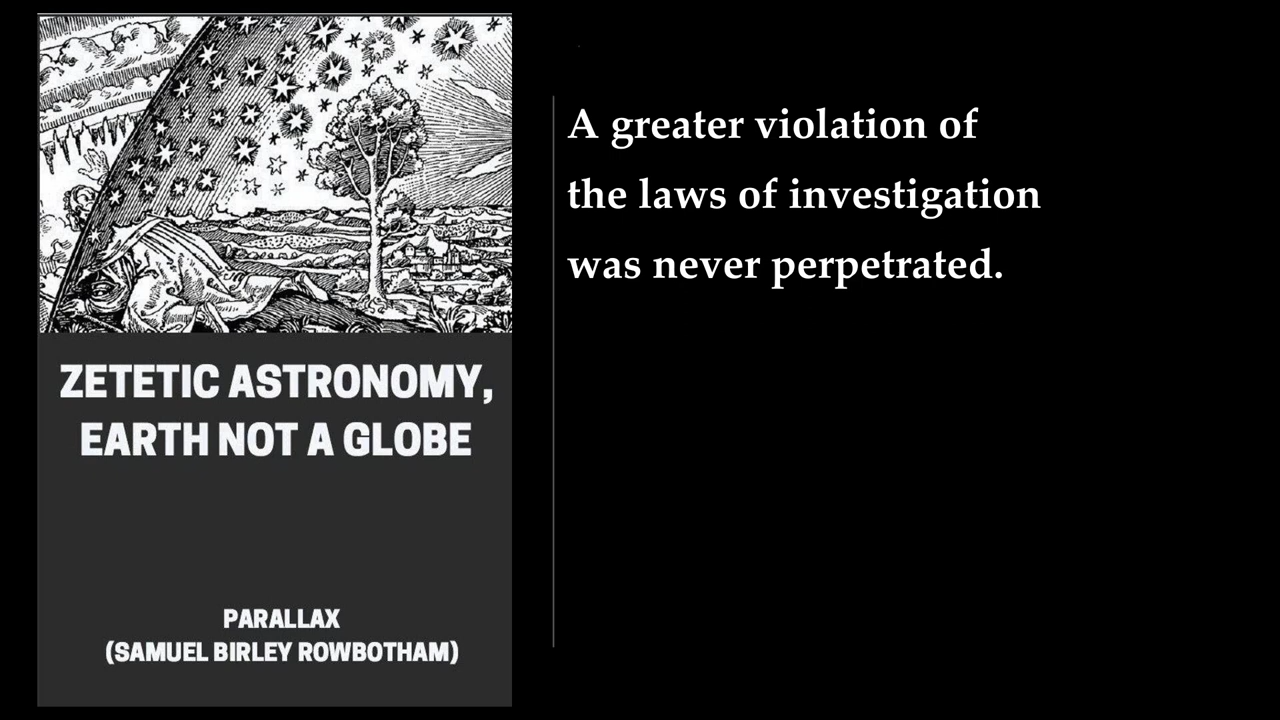 ZETETIC ASTRONOMY,
EARTH NOT A GLOBE
PARALLAX
(SAMUEL BIRLEY ROWBOTHAM)
A greater violation of
the laws of investigation
was never perpetrated.